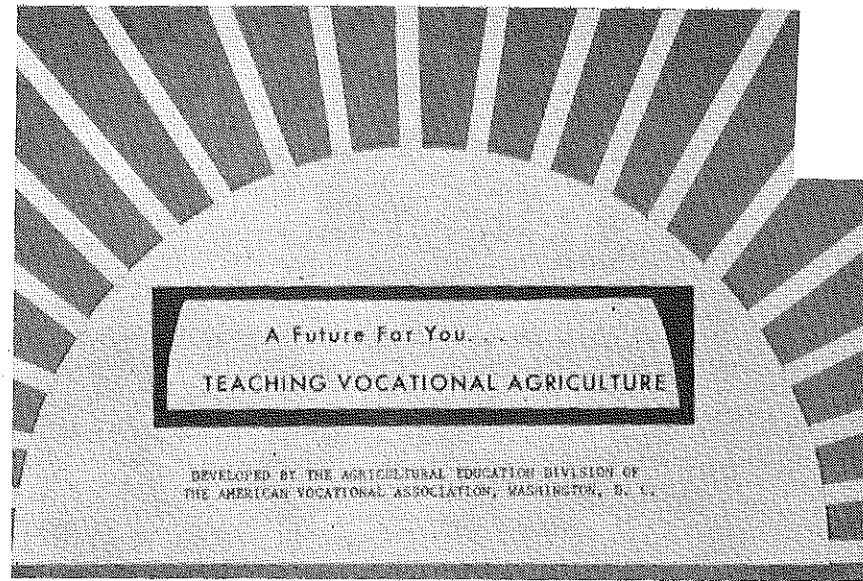 A Future For You. . .
TEACHING VOCATIONAL AGRICULTURE
DEVELOPED BY THE AGRICULTURAL EDUCATION DIVISION OF
THE AMERICAN VOCATIONAL ASSOCIATION, WASHINGTON, D. C.